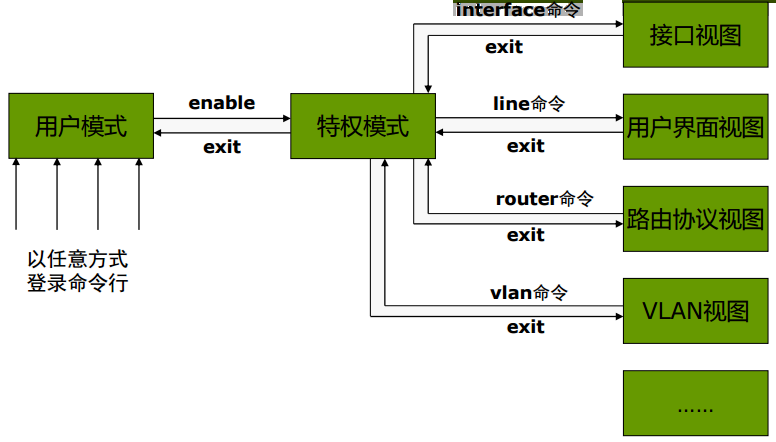 interface命令
exit
接口视图
用户模式
enable
exit
特权模式
line命令
exit
用户界面视图
router命令
exit
路由协议视图
以任意方式
登录命令行
vlan命令
exit
VLAN视图
……